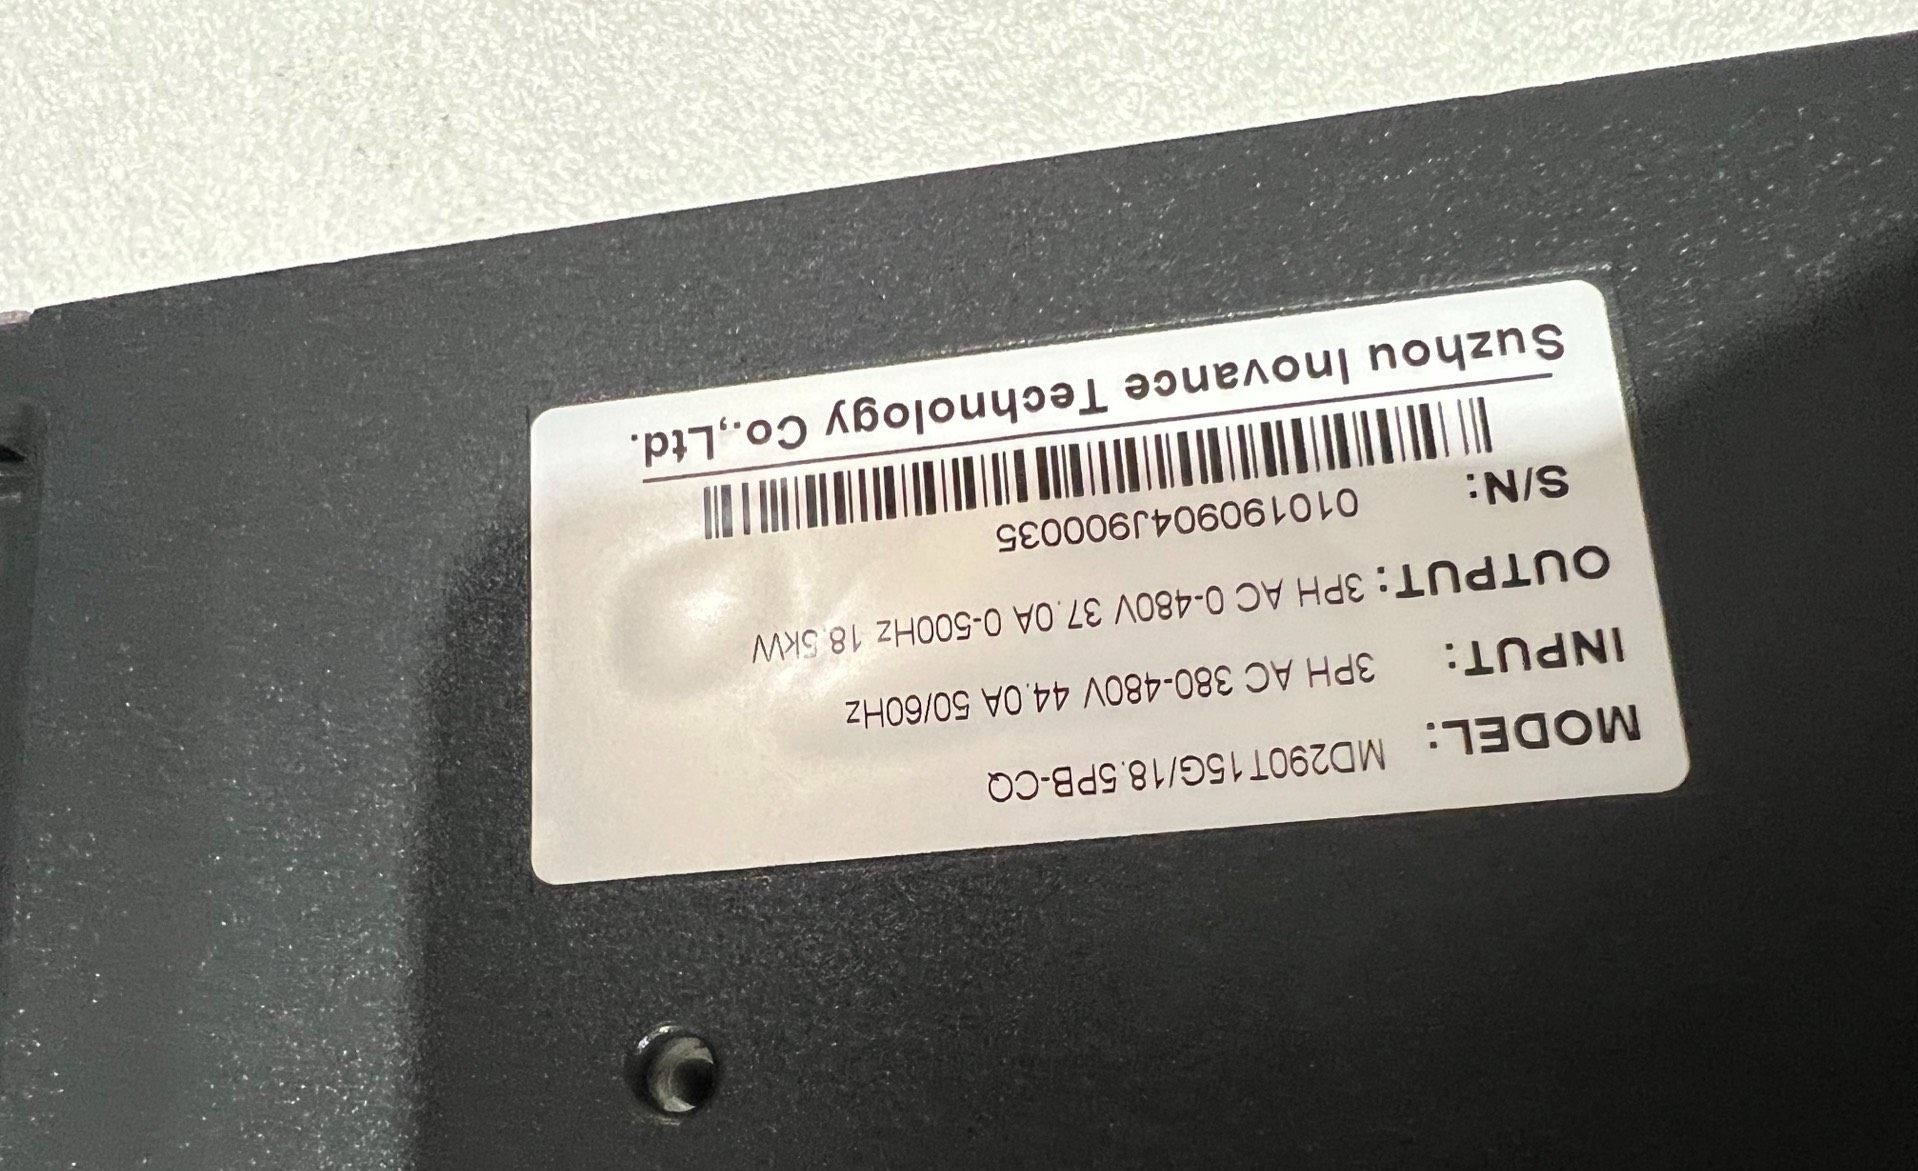 MODEL: MD290T15G/18.5PB-CQ
INPUT: 3PH AC 380-480V 44.0A 50/60Hz
OUTPUT: 3PH AC 0-480V 37.0A 0-500Hz 18.5kW
S/N: 010190904J900035
Suzhou Inovance Technology Co.,Ltd.